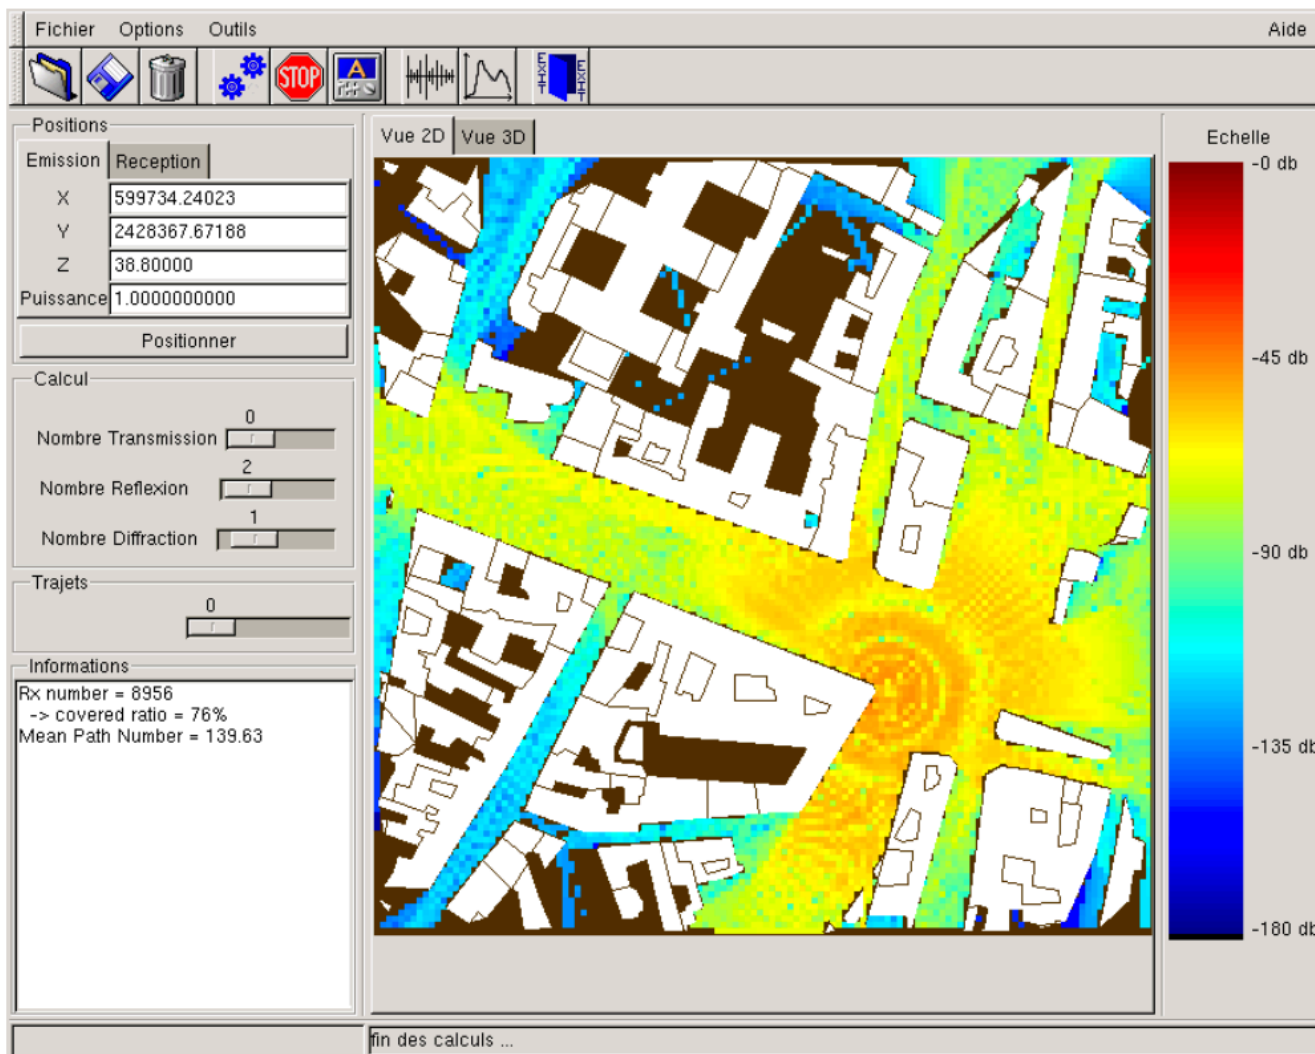 Fichier Options Outils Aide
STOP
A
EXIT EXIT
Positions
Emission Reception
X 599734.24023
Y 2428367.67188
Z 38.80000
Puissance 1.0000000000
Positionner
Calcul
0
Nombre Transmission
2
Nombre Reflexion
1
Nombre Diffraction
Trajets
0
Informations
Rx number = 8956
-> covered ratio = 76%
Mean Path Number = 139.63
Vue 2D Vue 3D
Echelle
-0 db
-45 db
-90 db
-135 db
-180 db
fin des calculs ...